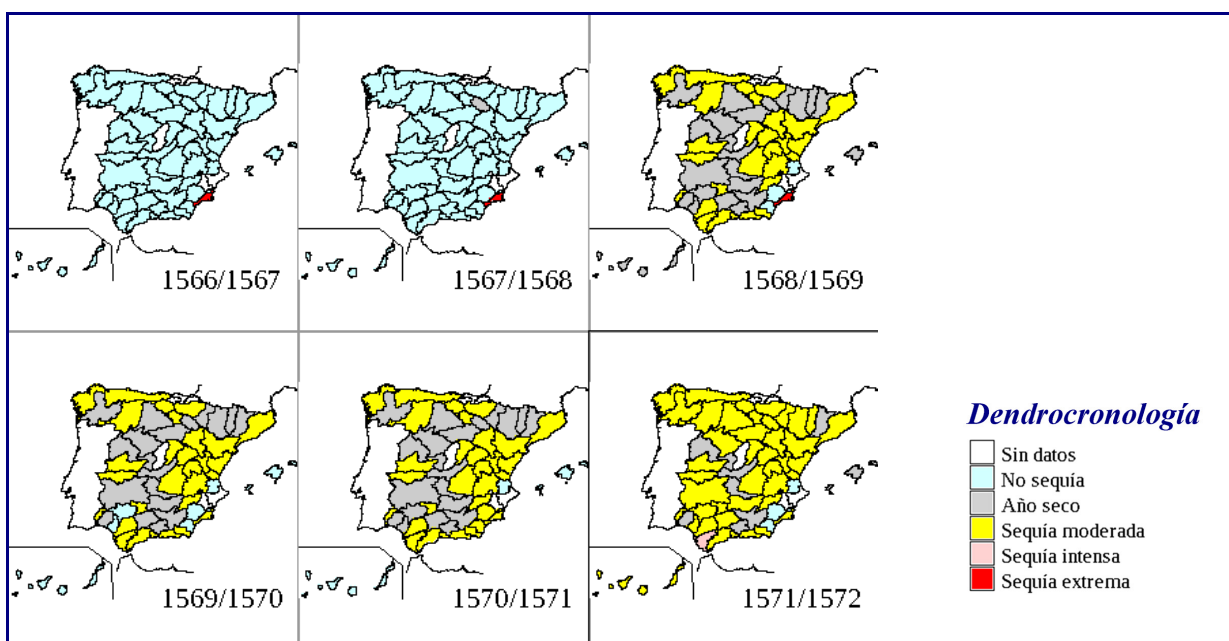 1566/1567
1567/1568
1568/1569
1569/1570
1570/1571
1571/1572
Dendrocronología
Sin datos
No sequía
Año seco
Sequía moderada
Sequía intensa
Sequía extrema